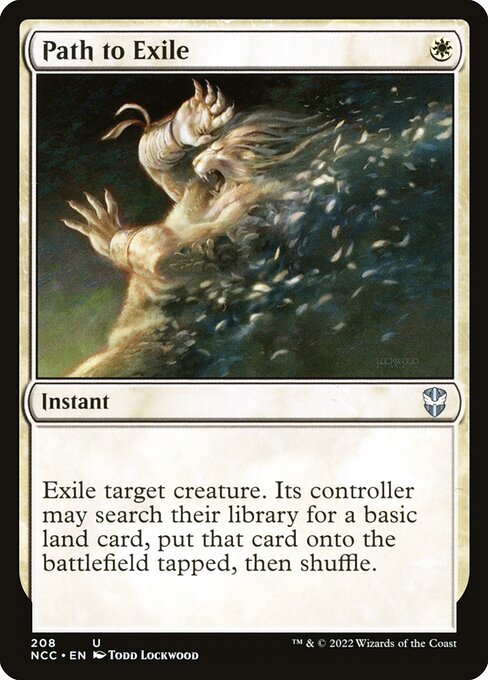 Path to Exile
LOCKWOOD
Instant
Exile target creature. Its controller
may search their library for a basic
land card, put that card onto the
battlefield tapped, then shuffle.
208 U
NCC • EN Todd Lockwood
™ & © 2022 Wizards of the Coast